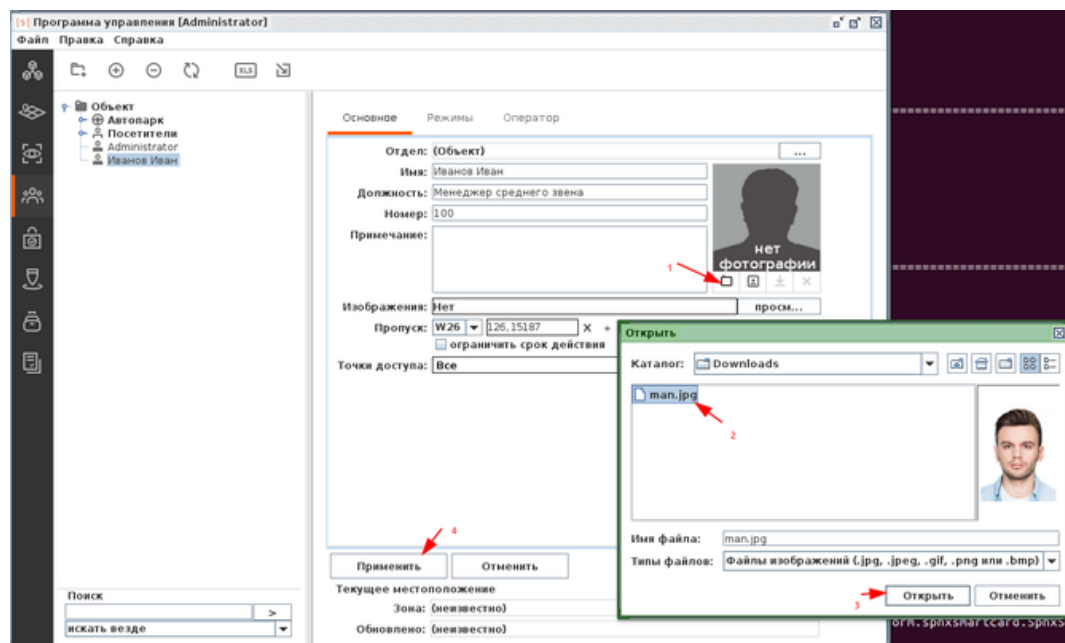 [s] Программа управления [Administrator]
Файл Правка Справка
XLS
Объект
Автопарк
Посетители
Administrator
Иванов Иван
Основное Режимы Оператор
Отдел: (Объект) ...
Имя: Иванов Иван
Должность: Менеджер среднего звена
Номер: 100
Примечание:
нет
фотографии
1
Изображения: Нет просм...
Пропуск: W26 126,15187 X +
ограничить срок действия
Точки доступа: Все
Открыть
Каталог: Downloads
man.jpg
2
Имя файла: man.jpg
Типы файлов: Файлы изображений (.jpg, .jpeg, .gif, .png или .bmp)
3
Открыть Отменить
4
Применить Отменить
Текущее местоположение
Зона: (неизвестно)
Обновлено: (неизвестно)
Поиск
>
искать везде
orm.spnxsmartcard.SpnxS